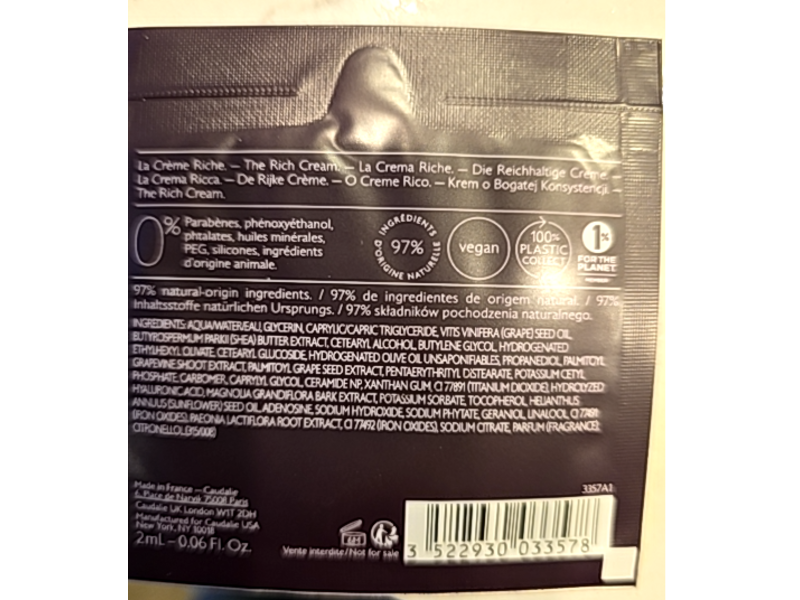 La Crème Riche. – The Rich Cream. – La Crema Riche. – Die Reichhaltige Creme. –
La Crema Ricca. – De Rijke Crème. – O Creme Rico. – Krem o Bogatej Konsystencji. –
The Rich Cream.
0% Parabènes, phénoxyéthanol,
phtalates, huiles minérales,
PEG, silicones, ingrédients
d'origine animale.
INGRÉDIENTS D'ORIGINE NATURELLE
97%
vegan
100%
PLASTIC
COLLECT
1%
FOR THE
PLANET
MEMBER
97% natural-origin ingredients. / 97% de ingredientes de origem natural. / 97%
Inhaltsstoffe natürlichen Ursprungs. / 97% składników pochodzenia naturalnego.
INGREDIENTS: AQUA/WATER/EAU, GLYCERIN, CAPRYLIC/CAPRIC TRIGLYCERIDE, VITIS VINIFERA (GRAPE) SEED OIL,
BUTYROSPERMUM PARKII (SHEA) BUTTER EXTRACT, CETEARYL ALCOHOL, BUTYLENE GLYCOL, HYDROGENATED
ETHYLHEXYL OLIVATE, CETEARYL GLUCOSIDE, HYDROGENATED OLIVE OIL UNSAPONIFIABLES, PROPANEDIOL, PALMITOYL
GRAPEVINE SHOOT EXTRACT, PALMITOYL GRAPE SEED EXTRACT, PENTAERYTHRITYL DISTEARATE, POTASSIUM CETYL
PHOSPHATE, CARBOMER, CAPRYLYL GLYCOL, CERAMIDE NP, XANTHAN GUM, CI 77891 (TITANIUM DIOXIDE), HYDROLYZED
HYALURONIC ACID, MAGNOLIA GRANDIFLORA BARK EXTRACT, POTASSIUM SORBATE, TOCOPHEROL, HELIANTHUS
ANNUUS (SUNFLOWER) SEED OIL, ADENOSINE, SODIUM HYDROXIDE, SODIUM PHYTATE, GERANIOL, LINALOOL, CI 77491
(IRON OXIDES), PAEONIA LACTIFLORA ROOT EXTRACT, CI 77492 (IRON OXIDES), SODIUM CITRATE, PARFUM (FRAGRANCE),
CITRONELLOL
Made in France – Caudalie
6, Place de Narvik 75008 Paris
Caudalie UK London W1T 2DH
Manufactured for Caudalie USA
New York, NY 10018
2mL – 0.06 Fl. Oz.
Vente interdite/Not for sale
3357A1
3 522930 033578